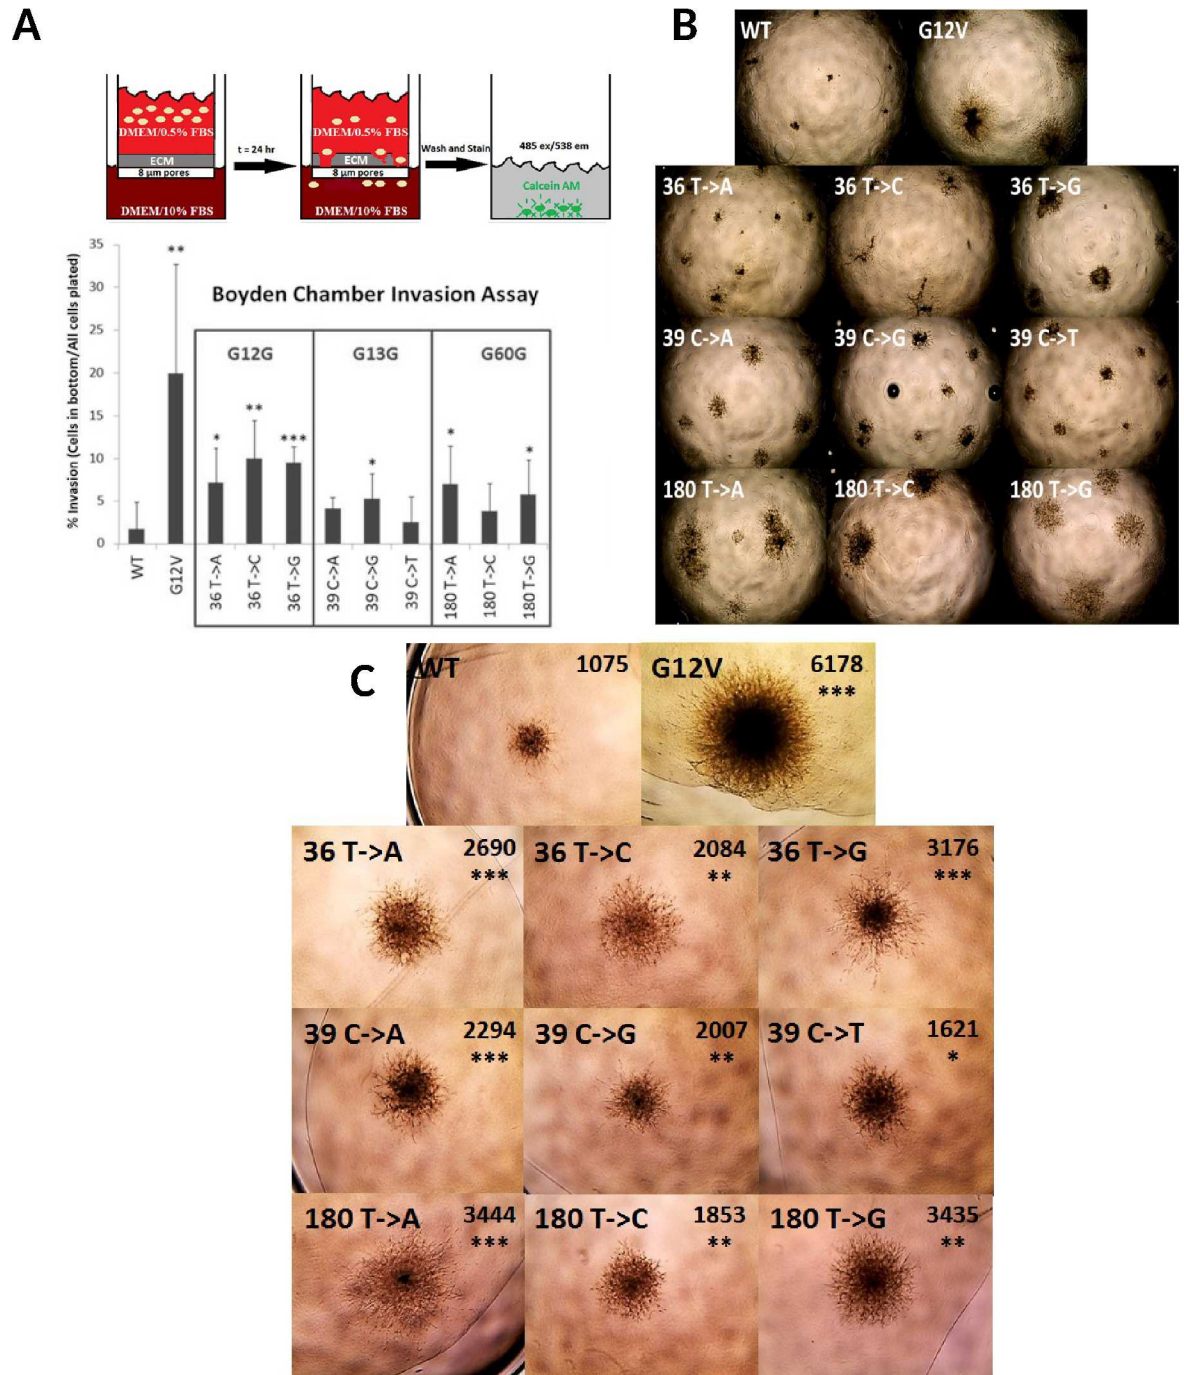 A
DMEM/0.5% FBS
ECM
8 µm pores
DMEM/10% FBS
t = 24 hr
DMEM/0.5% FBS
ECM
8 µm pores
DMEM/10% FBS
Wash and Stain
485 ex/538 em
Calcein AM
% Invasion (Cells in bottom/All cells plated)
35
30
25
20
15
10
5
0
Boyden Chamber Invasion Assay
G12G
G13G
G60G
**
*
**
***
*
*
*
WT
G12V
36 T->A
36 T->C
36 T->G
39 C->A
39 C->G
39 C->T
180 T->A
180 T->C
180 T->G
B
WT
G12V
36 T->A
36 T->C
36 T->G
39 C->A
39 C->G
39 C->T
180 T->A
180 T->C
180 T->G
C
WT
1075
G12V
6178
***
36 T->A
2690
***
36 T->C
2084
**
36 T->G
3176
***
39 C->A
2294
***
39 C->G
2007
**
39 C->T
1621
*
180 T->A
3444
***
180 T->C
1853
**
180 T->G
3435
**